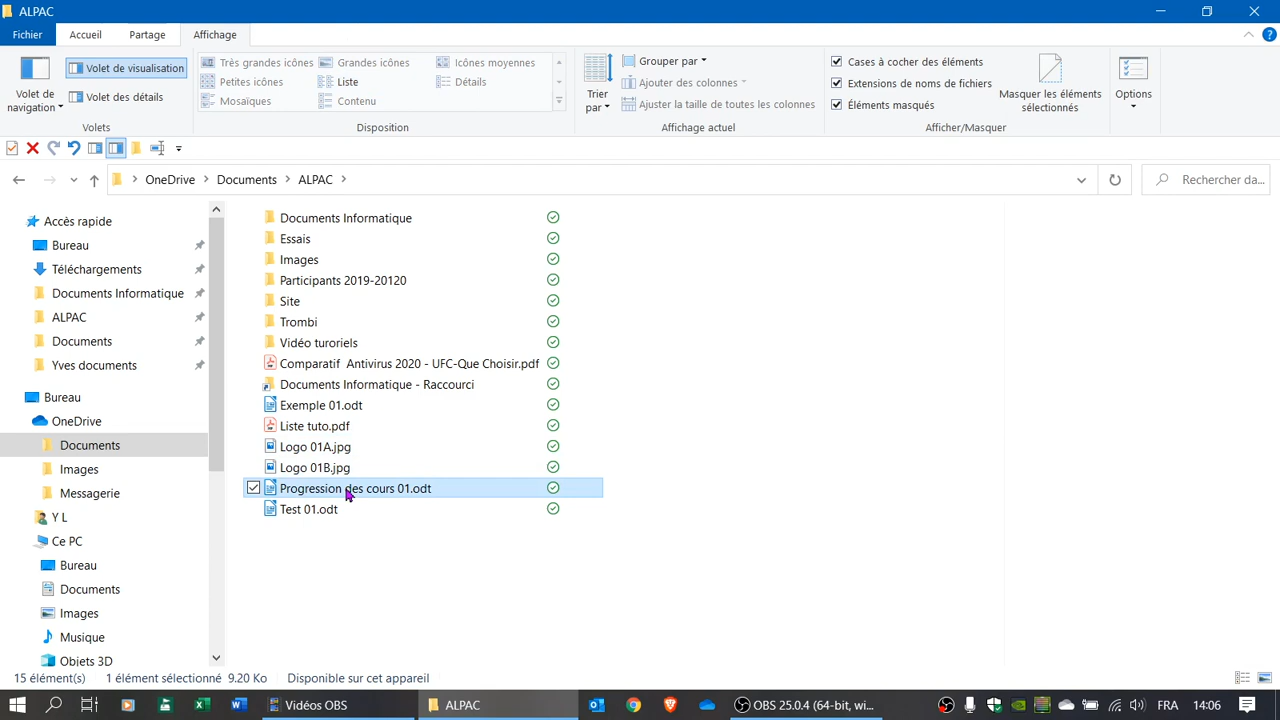 ALPAC
Fichier
Accueil
Partage
Affichage
Volet de navigation
Volet de visualisation
Volet des détails
Volets
Très grandes icônes
Grandes icônes
Icônes moyennes
Petites icônes
Liste
Détails
Mosaïques
Contenu
Disposition
Trier par
Grouper par
Ajouter des colonnes
Ajuster la taille de toutes les colonnes
Affichage actuel
Cases à cocher des éléments
Extensions de noms de fichiers
Éléments masqués
Masquer les éléments sélectionnés
Afficher/Masquer
Options
OneDrive
Documents
ALPAC
Rechercher da...
Accès rapide
Bureau
Téléchargements
Documents Informatique
ALPAC
Documents
Yves documents
Bureau
OneDrive
Documents
Images
Messagerie
Y L
Ce PC
Bureau
Documents
Images
Musique
Objets 3D
Documents Informatique
Essais
Images
Participants 2019-20120
Site
Trombi
Vidéo turoriels
Comparatif Antivirus 2020 - UFC-Que Choisir.pdf
Documents Informatique - Raccourci
Exemple 01.odt
Liste tuto.pdf
Logo 01A.jpg
Logo 01B.jpg
Progression des cours 01.odt
Test 01.odt
15 élément(s)
1 élément sélectionné 9.20 Ko
Disponible sur cet appareil
Vidéos OBS
ALPAC
OBS 25.0.4 (64-bit, wi...
FRA
14:06